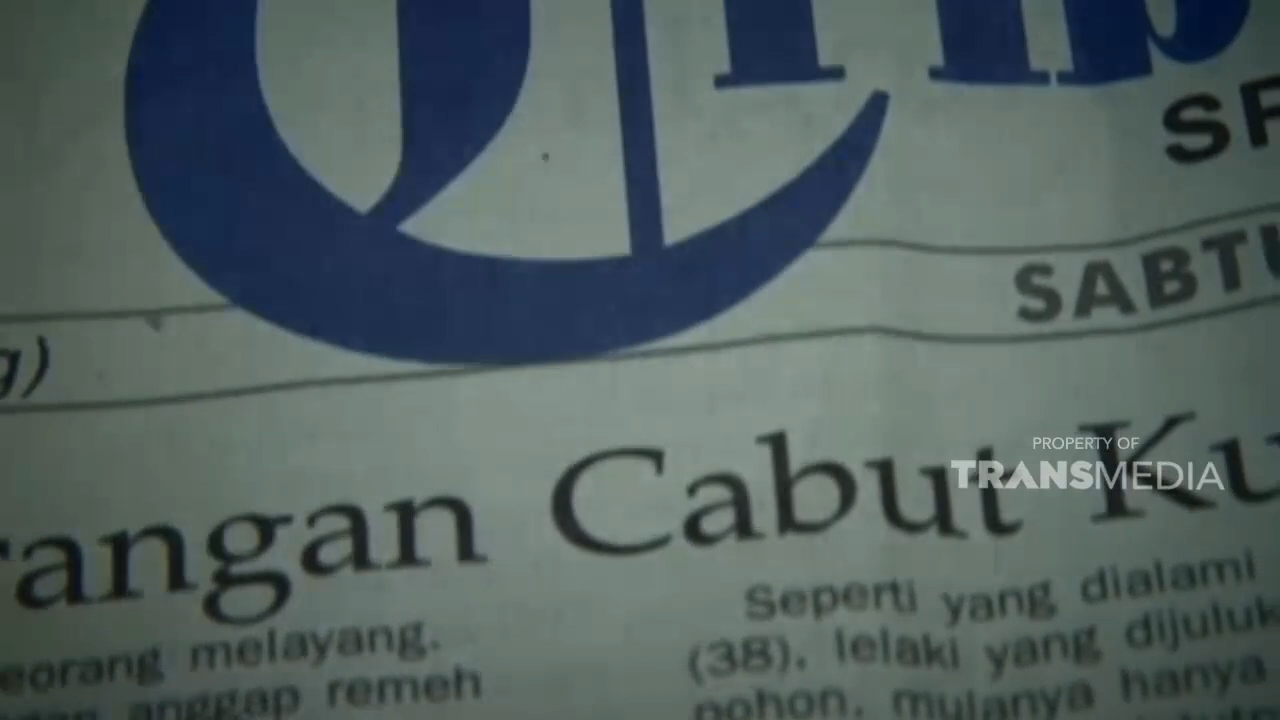 SABTU
g)
PROPERTY OF
TRANSMEDIA
rangan Cabut Ku
eorang melayang.
anggap remeh
Seperti yang dialami
(38), lelaki yang dijuluk
pohon, mulanya hanya